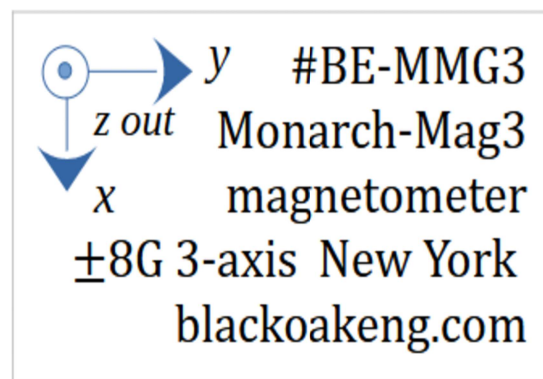 y #BE-MMG3
z out Monarch-Mag3
x magnetometer
±8G 3-axis New York
blackoakeng.com